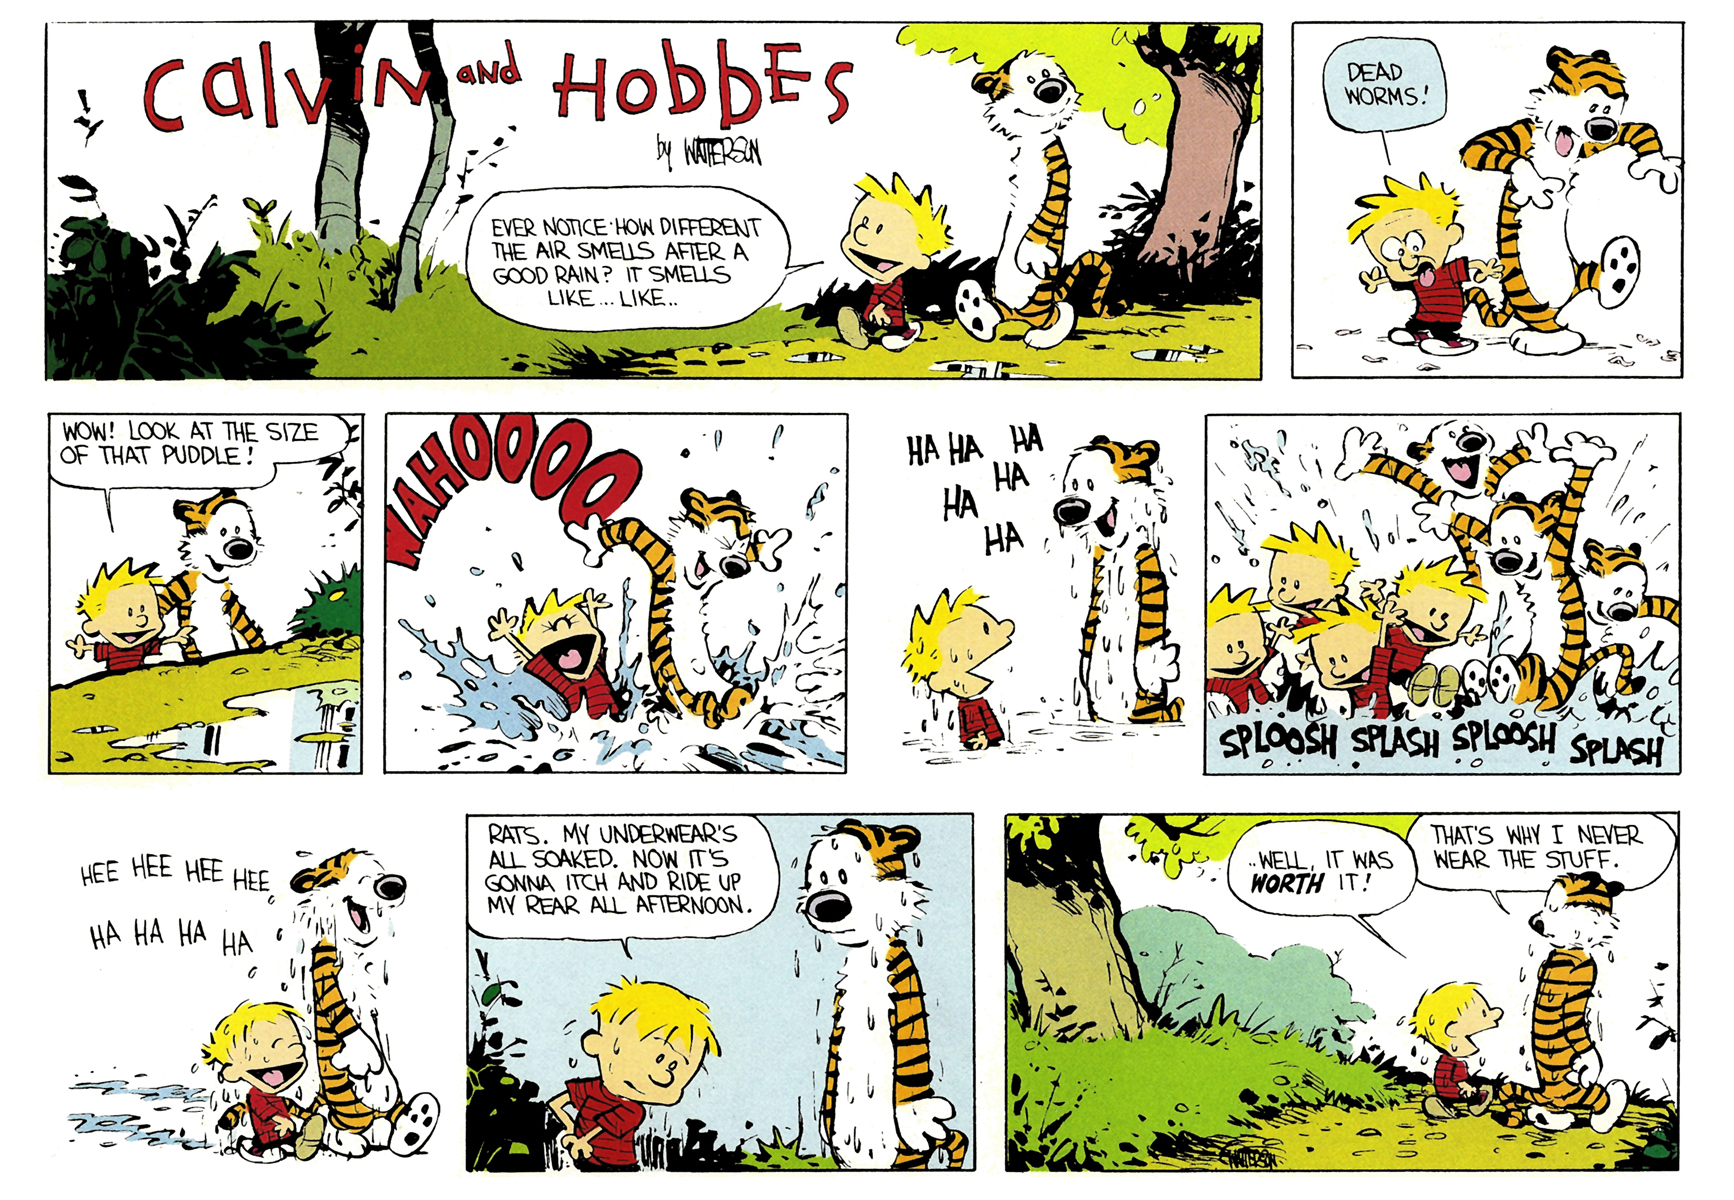 Calvin and Hobbes
by WATTERSON
EVER NOTICE HOW DIFFERENT
THE AIR SMELLS AFTER A
GOOD RAIN? IT SMELLS
LIKE... LIKE..
DEAD
WORMS!
WOW! LOOK AT THE SIZE
OF THAT PUDDLE!
WAHOOOO
HA HA HA
HA
HA
HA
SPLOOSH SPLASH SPLOOSH SPLASH
HEE HEE HEE HEE
HA HA HA HA
RATS. MY UNDERWEAR'S
ALL SOAKED. NOW IT'S
GONNA ITCH AND RIDE UP
MY REAR ALL AFTERNOON.
..WELL, IT WAS
WORTH IT!
THAT'S WHY I NEVER
WEAR THE STUFF.
WATTERSON